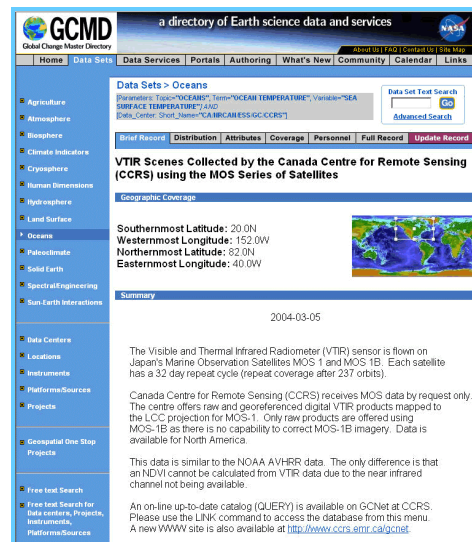 GCMD
Global Change Master Directory
a directory of Earth science data and services
NASA
About Us | FAQ | Contact Us | Site Map
Home Data Sets Data Services Portals Authoring What's New Community Calendar Links
Data Sets > Oceans
[Parameters: Topic="OCEANS", Term="OCEAN TEMPERATURE", Variable="SEA
SURFACE TEMPERATURE"] AND
[Data_Center: Short_Name="CA/NRCAN/ESS/GC/CCRS"]
Data Set Text Search
Go
Advanced Search
Brief Record Distribution Attributes Coverage Personnel Full Record Update Record
Agriculture
Atmosphere
Biosphere
Climate Indicators
Cryosphere
Human Dimensions
Hydrosphere
Land Surface
Oceans
Paleoclimate
Solid Earth
Spectral/Engineering
Sun-Earth Interactions
Data Centers
Locations
Instruments
Platforms/Sources
Projects
Geospatial One Stop
Projects
Free text Search
Free text Search for
Data centers, Projects,
Instruments,
Platforms/Sources
VTIR Scenes Collected by the Canada Centre for Remote Sensing
(CCRS) using the MOS Series of Satellites
Geographic Coverage
Southernmost Latitude: 20.0N
Westernmost Longitude: 152.0W
Northernmost Latitude: 82.0N
Easternmost Longitude: 40.0W
Summary
2004-03-05
The Visible and Thermal Infrared Radiometer (VTIR) sensor is flown on
Japan's Marine Observation Satellites MOS 1 and MOS 1B. Each satellite
has a 32 day repeat cycle (repeat coverage after 237 orbits).
Canada Centre for Remote Sensing (CCRS) receives MOS data by request only.
The centre offers raw and georeferenced digital VTIR products mapped to
the LCC projection for MOS-1. Only raw products are offered using
MOS-1B as there is no capability to correct MOS-1B imagery. Data is
available for North America.
This data is similar to the NOAA AVHRR data. The only difference is that
an NDVI cannot be calculated from VTIR data due to the near infrared
channel not being available.
An on-line up-to-date catalog (QUERY) is available on GCNet at CCRS.
Please use the LINK command to access the database from this menu.
A new WWW site is also available at http://www.ccrs.emr.ca/gcnet.